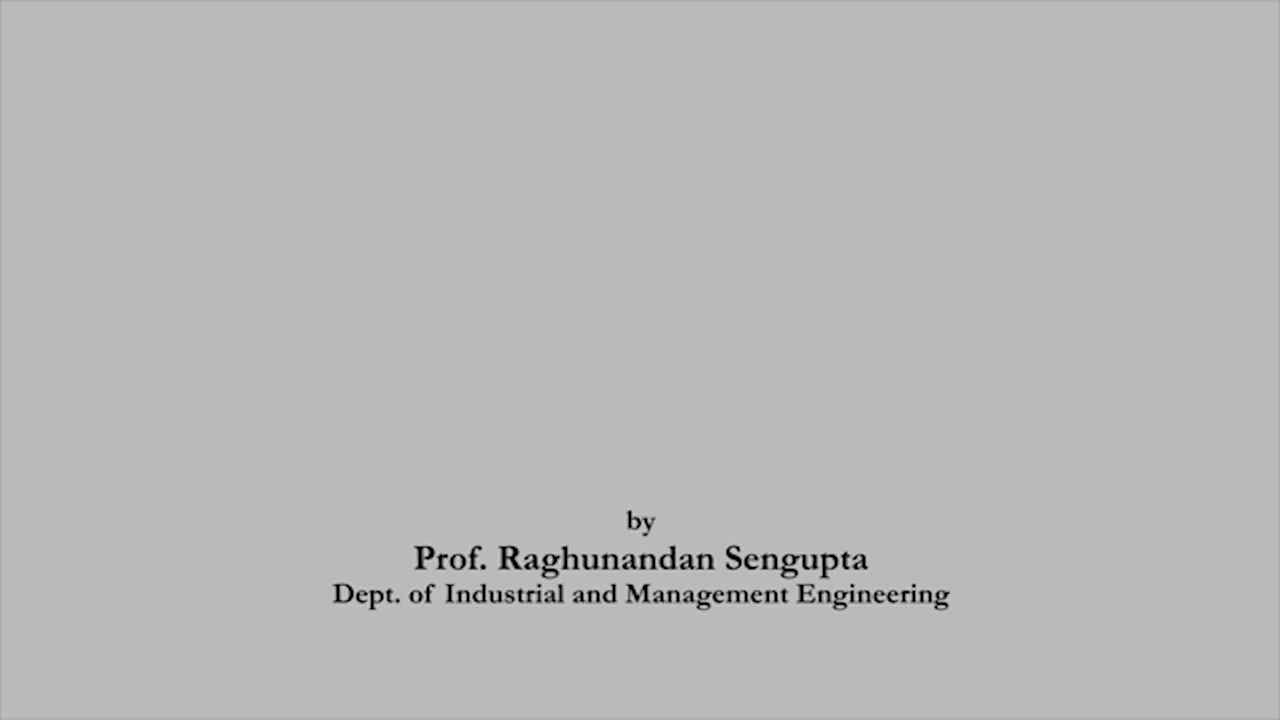 by
Prof. Raghunandan Sengupta
Dept. of Industrial and Management Engineering